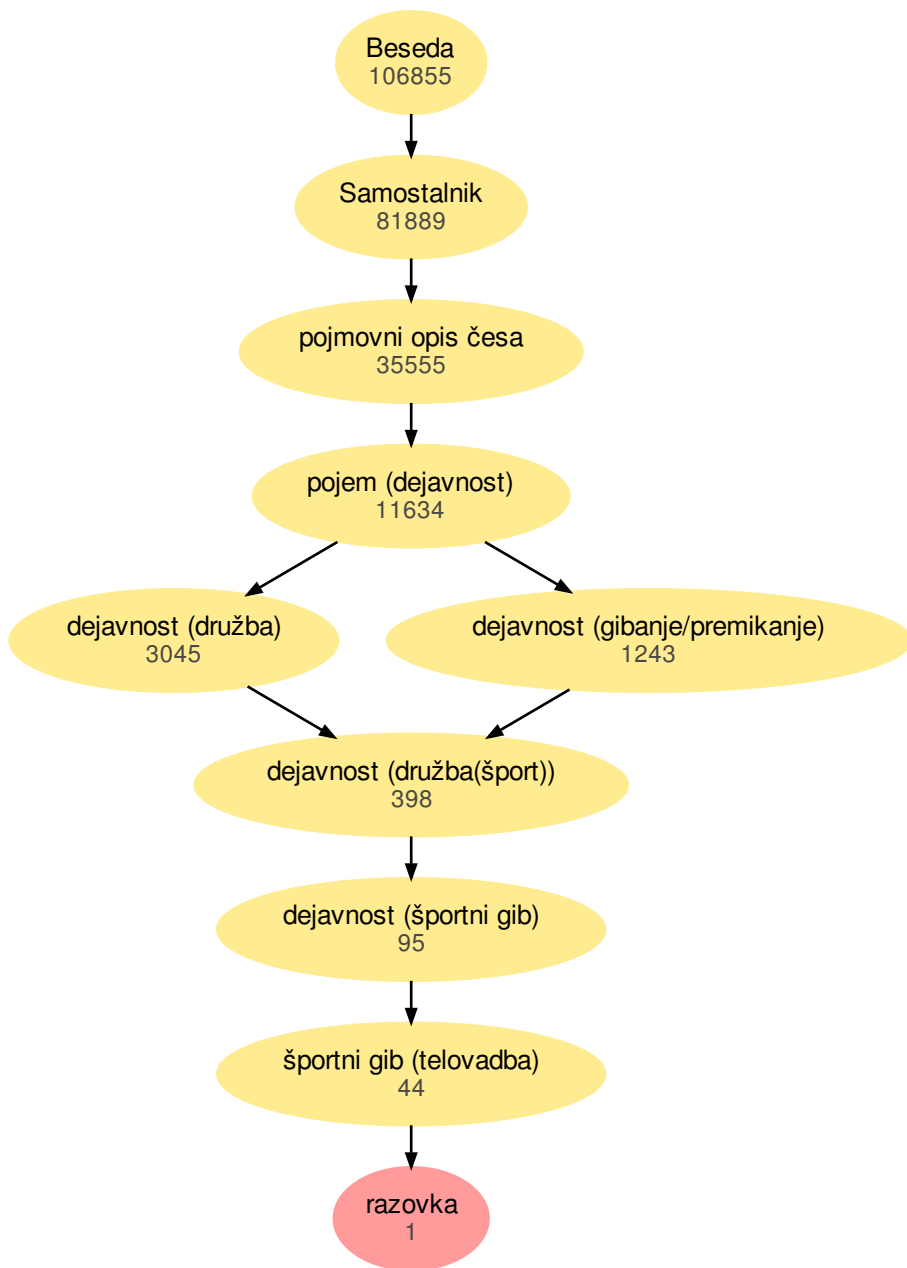 Beseda
106855
Samostalnik
81889
pojmovni opis česa
35555
pojem (dejavnost)
11634
dejavnost (družba)
3045
dejavnost (gibanje/premikanje)
1243
dejavnost (družba(šport))
398
dejavnost (športni gib)
95
športni gib (telovadba)
44
razovka
1